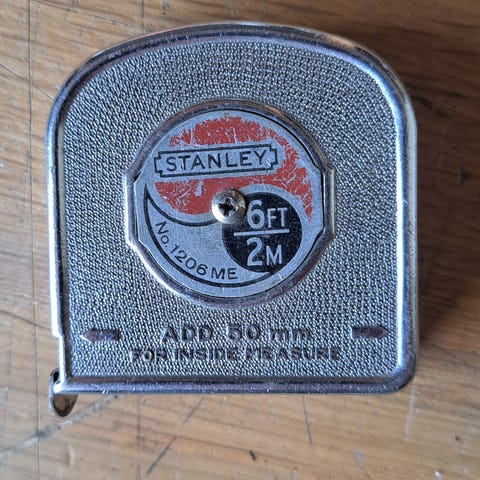 STANLEY
6FT
2M
No 1206 ME
ADD 50 mm
FOR INSIDE MEASURE